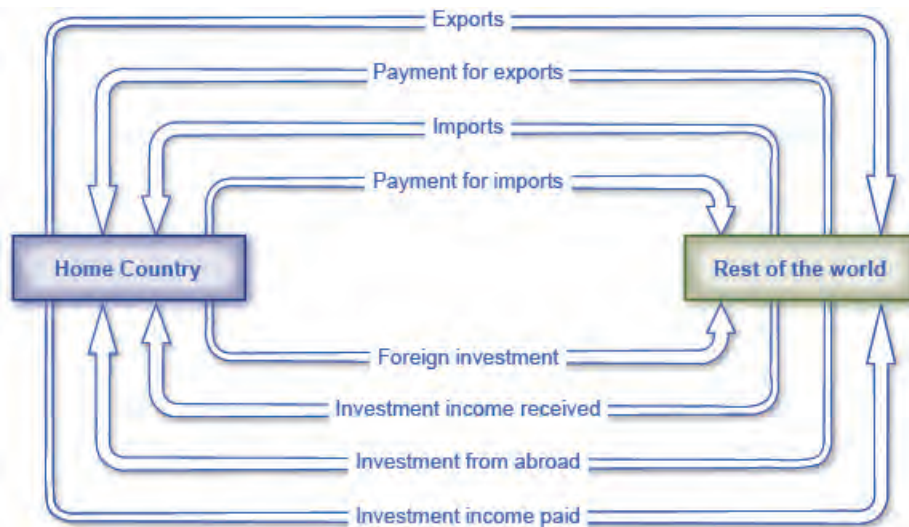 Exports
Payment for exports
Imports
Payment for imports
Home Country
Rest of the world
Foreign investment
Investment income received
Investment from abroad
Investment income paid